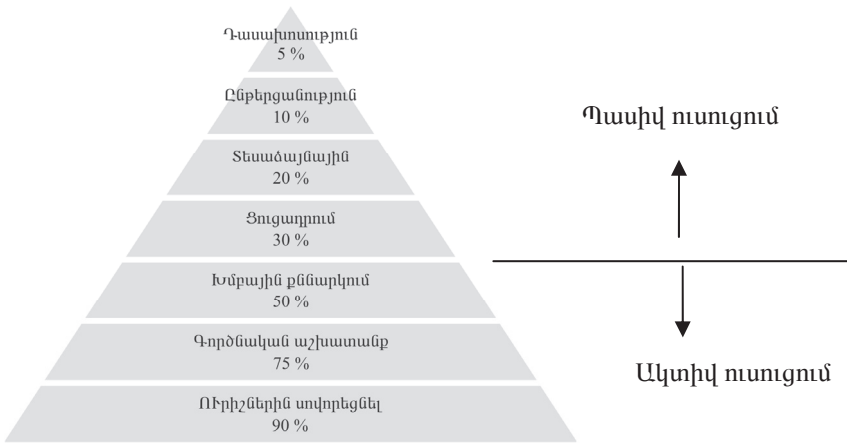 Դասախոսություն
5 %
Ընթերցանություն
10 %
Տեսաձայնային
20 %
Ցուցադրում
30 %
Խմբային քննարկում
50 %
Գործնական աշխատանք
75 %
ՈՒրիշներին սովորեցնել
90 %
Պասիվ ուսուցում
Ակտիվ ուսուցում